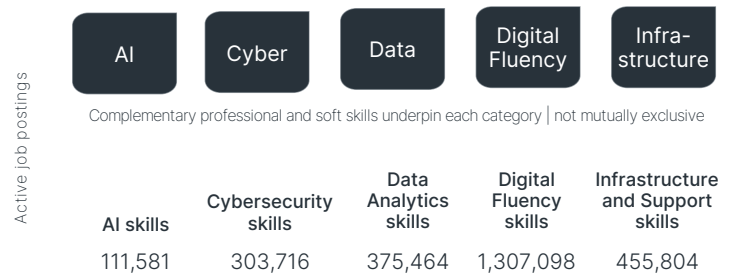 AI
Cyber
Data
Digital
Fluency
Infra-
structure
Complementary professional and soft skills underpin each category | not mutually exclusive
Active job postings
AI skills
Cybersecurity
skills
Data
Analytics
skills
Digital
Fluency
skills
Infrastructure
and Support
skills
111,581
303,716
375,464
1,307,098
455,804